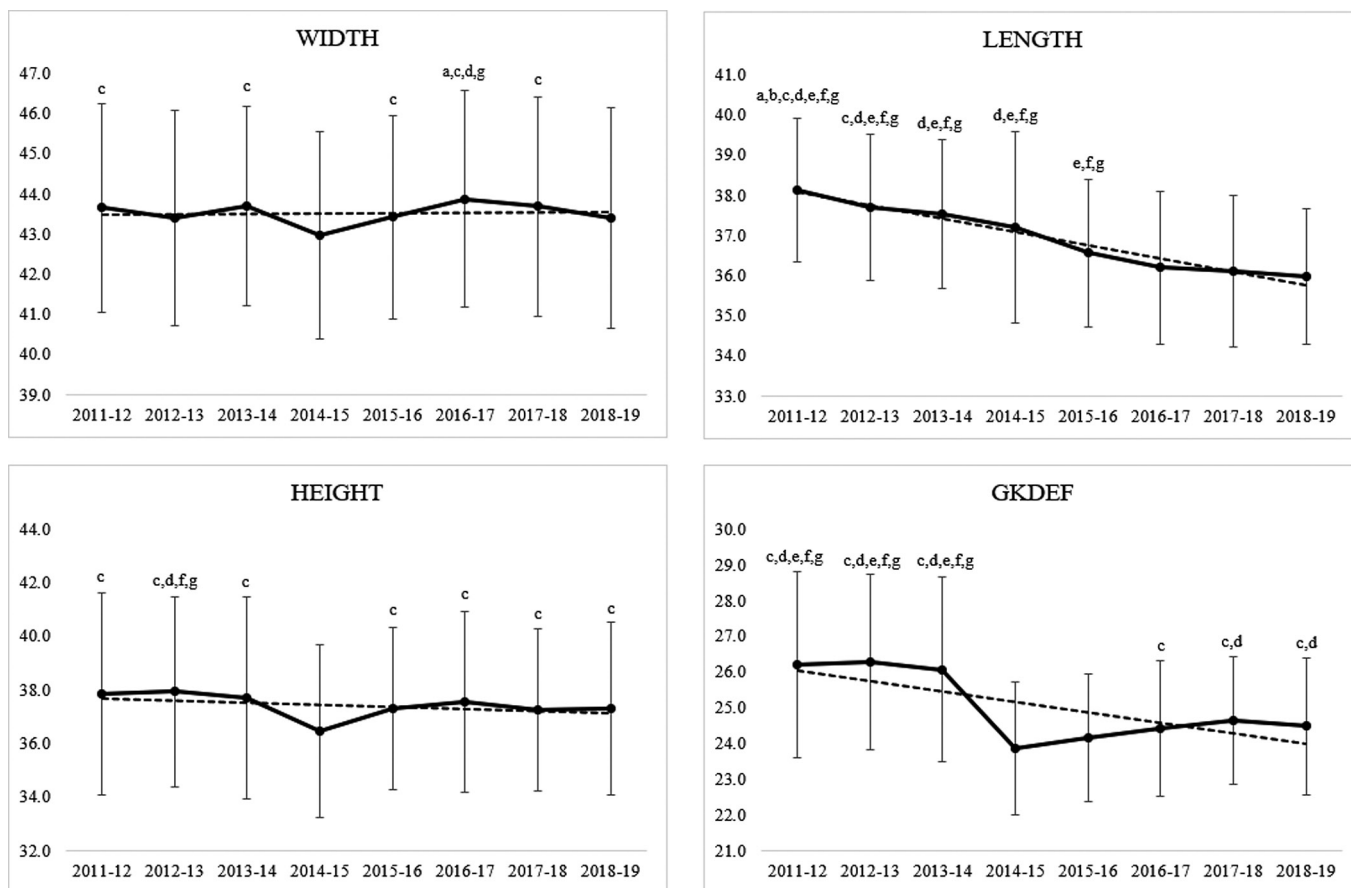 WIDTH
47.0
46.0
45.0
44.0
43.0
42.0
41.0
40.0
39.0
c
c
c
a,c,d,g
c
2011-12 2012-13 2013-14 2014-15 2015-16 2016-17 2017-18 2018-19
LENGTH
41.0
40.0
39.0
38.0
37.0
36.0
35.0
34.0
33.0
a,b,c,d,e,f,g
c,d,e,f,g
d,e,f,g
d,e,f,g
e,f,g
2011-12 2012-13 2013-14 2014-15 2015-16 2016-17 2017-18 2018-19
HEIGHT
44.0
42.0
40.0
38.0
36.0
34.0
32.0
c
c,d,f,g
c
c
c
c
c
2011-12 2012-13 2013-14 2014-15 2015-16 2016-17 2017-18 2018-19
GKDEF
30.0
29.0
28.0
27.0
26.0
25.0
24.0
23.0
22.0
21.0
c,d,e,f,g
c,d,e,f,g
c,d,e,f,g
c
c,d
c,d
2011-12 2012-13 2013-14 2014-15 2015-16 2016-17 2017-18 2018-19